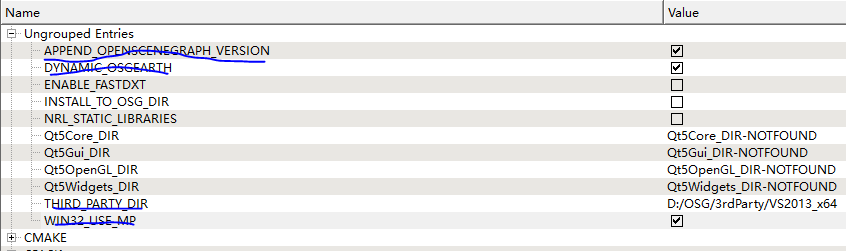 Name Value
Ungrouped Entries
APPEND_OPENSCENEGRAPH_VERSION
DYNAMIC_OSGEARTH
ENABLE_FASTDXT
INSTALL_TO_OSG_DIR
NRL_STATIC_LIBRARIES
Qt5Core_DIR Qt5Core_DIR-NOTFOUND
Qt5Gui_DIR Qt5Gui_DIR-NOTFOUND
Qt5OpenGL_DIR Qt5OpenGL_DIR-NOTFOUND
Qt5Widgets_DIR Qt5Widgets_DIR-NOTFOUND
THIRD_PARTY_DIR D:/OSG/3rdParty/VS2013_x64
WIN32_USE_MP
CMAKE